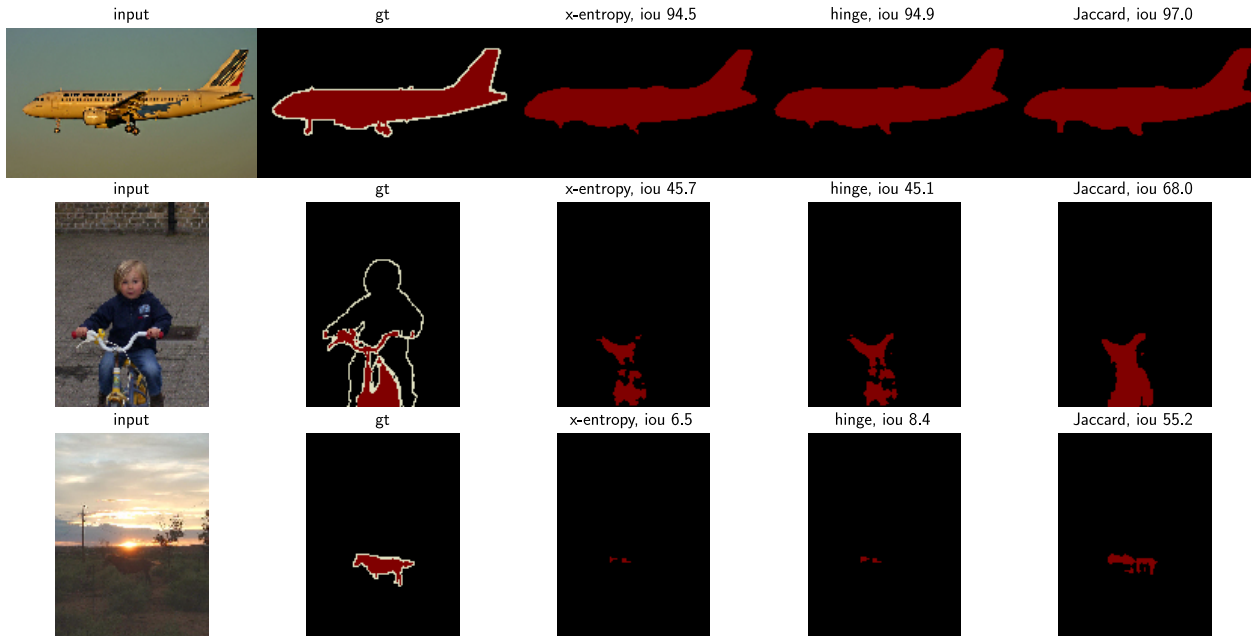 input gt x-entropy, iou 94.5 hinge, iou 94.9 Jaccard, iou 97.0
input gt x-entropy, iou 45.7 hinge, iou 45.1 Jaccard, iou 68.0
input gt x-entropy, iou 6.5 hinge, iou 8.4 Jaccard, iou 55.2